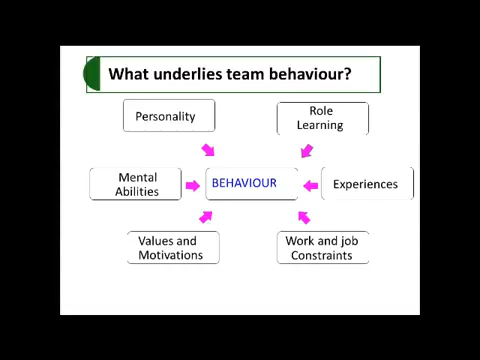 What underlies team behaviour?
Personality
Role
Learning
Mental
Abilities
BEHAVIOUR
Experiences
Values and
Motivations
Work and job
Constraints